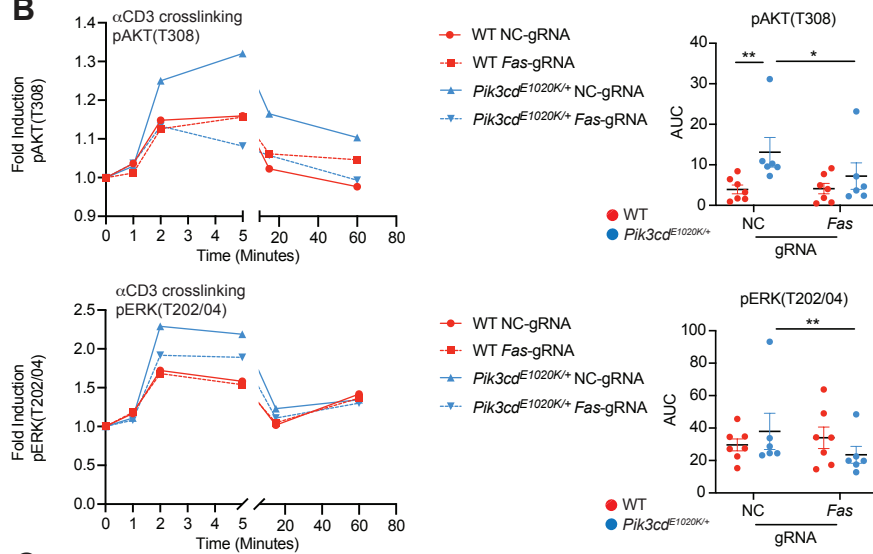 B
αCD3 crosslinking
pAKT(T308)
1.4
1.3
1.2
1.1
1.0
0.9
Fold Induction
pAKT(T308)
0 1 2 3 4 5 20 40 60 80
Time (Minutes)
WT NC-gRNA
WT Fas-gRNA
Pik3cdE1020K/+ NC-gRNA
Pik3cdE1020K/+ Fas-gRNA
pAKT(T308)
** *
40
30
20
10
0
AUC
NC Fas
gRNA
WT
Pik3cdE1020K/+
αCD3 crosslinking
pERK(T202/04)
2.5
2.0
1.5
1.0
0.5
0.0
Fold Induction
pERK(T202/04)
0 1 2 3 4 5 20 40 60 80
Time (Minutes)
WT NC-gRNA
WT Fas-gRNA
Pik3cdE1020K/+ NC-gRNA
Pik3cdE1020K/+ Fas-gRNA
pERK(T202/04)
**
100
80
60
40
20
0
AUC
NC Fas
gRNA
WT
Pik3cdE1020K/+